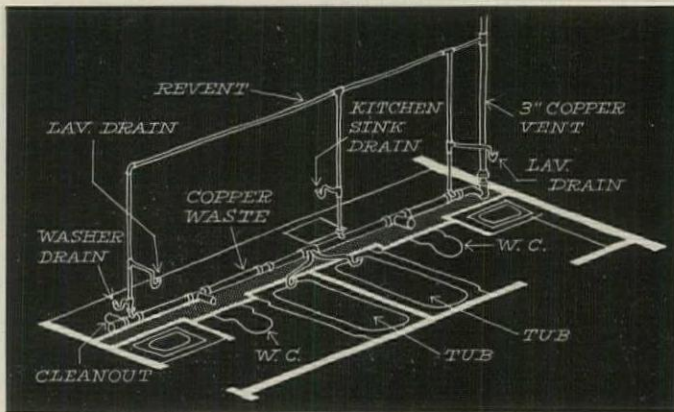 REVENT
KITCHEN
SINK
DRAIN
3" COPPER
VENT
LAV. DRAIN
LAV.
DRAIN
COPPER
WASTE
WASHER
DRAIN
W.C.
W.C.
TUB
TUB
CLEANOUT